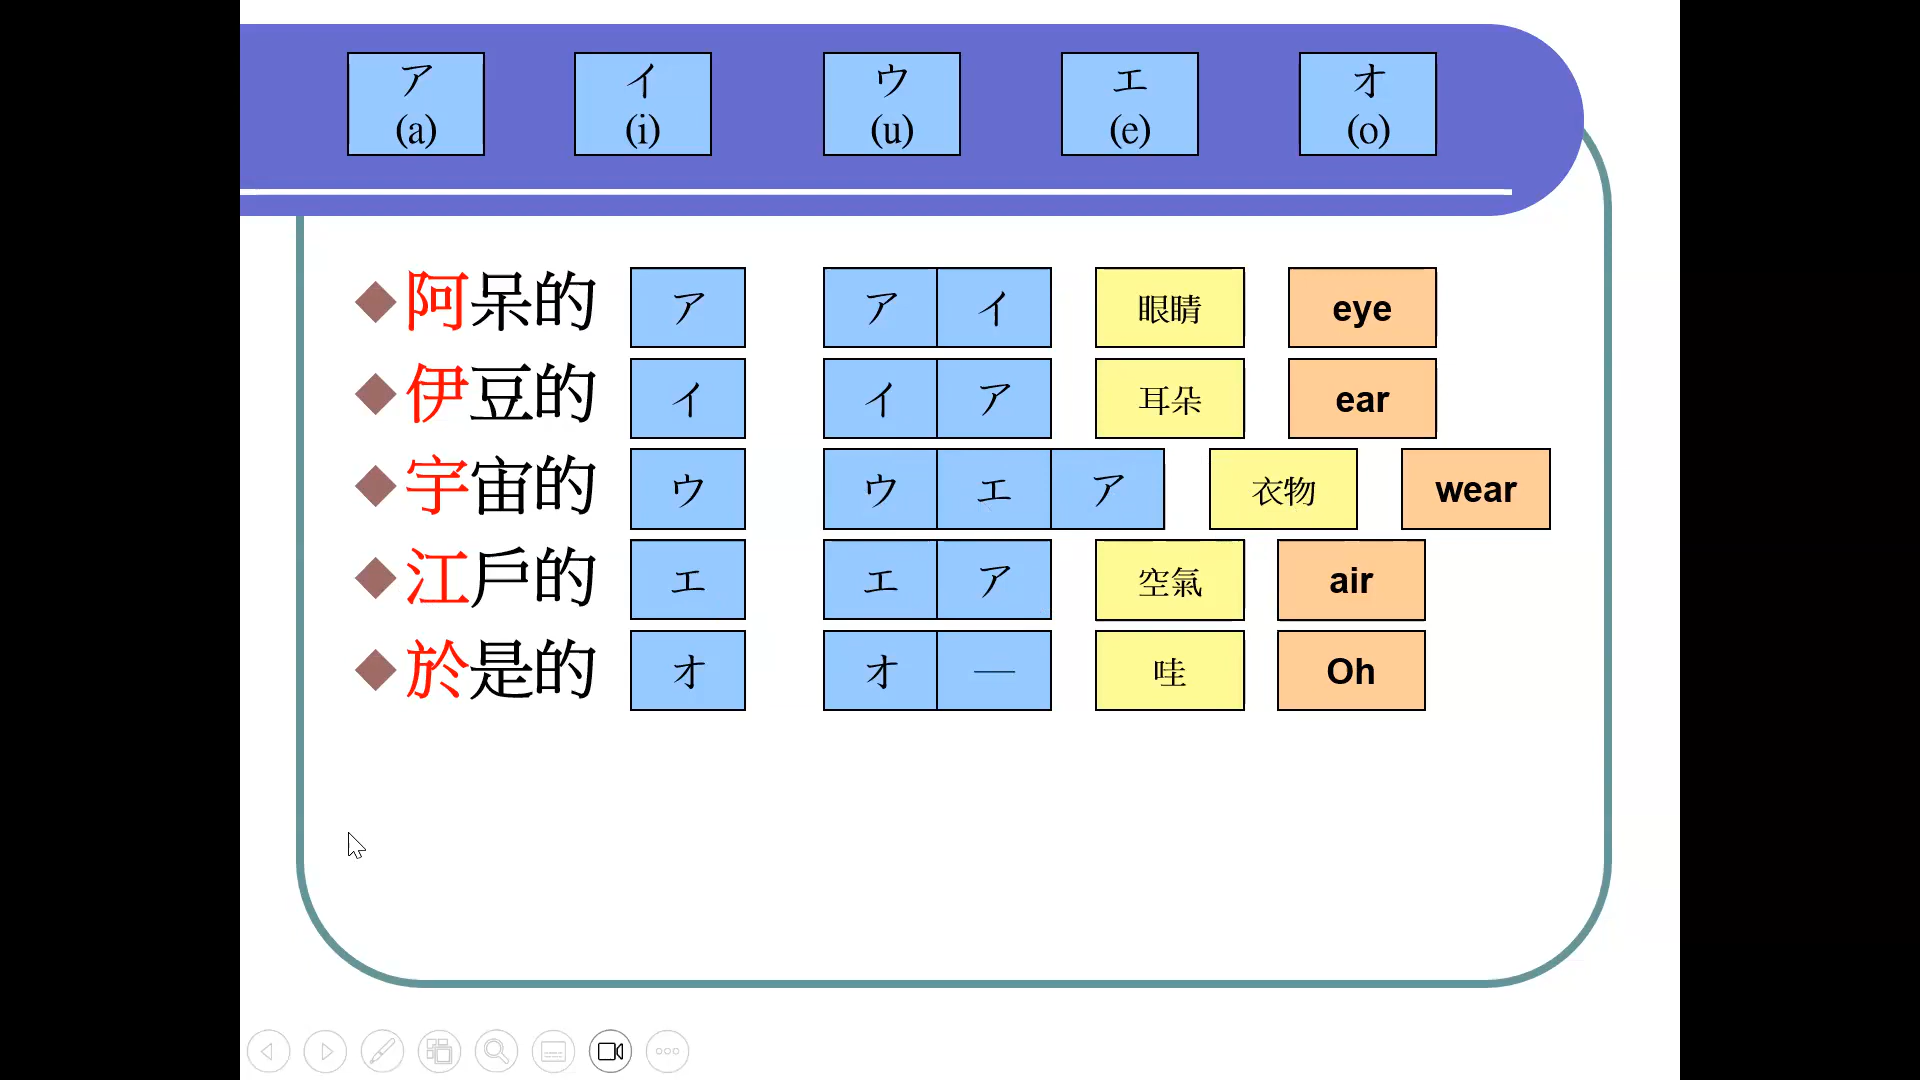 ア イ ウ エ オ
(a) (i) (u) (e) (o)
阿呆的 ア ア イ 眼睛 eye
伊豆的 イ イ ア 耳朵 ear
宇宙的 ウ ウ エ ア 衣物 wear
江戶的 エ エ ア 空氣 air
於是的 オ オ — 哇 Oh